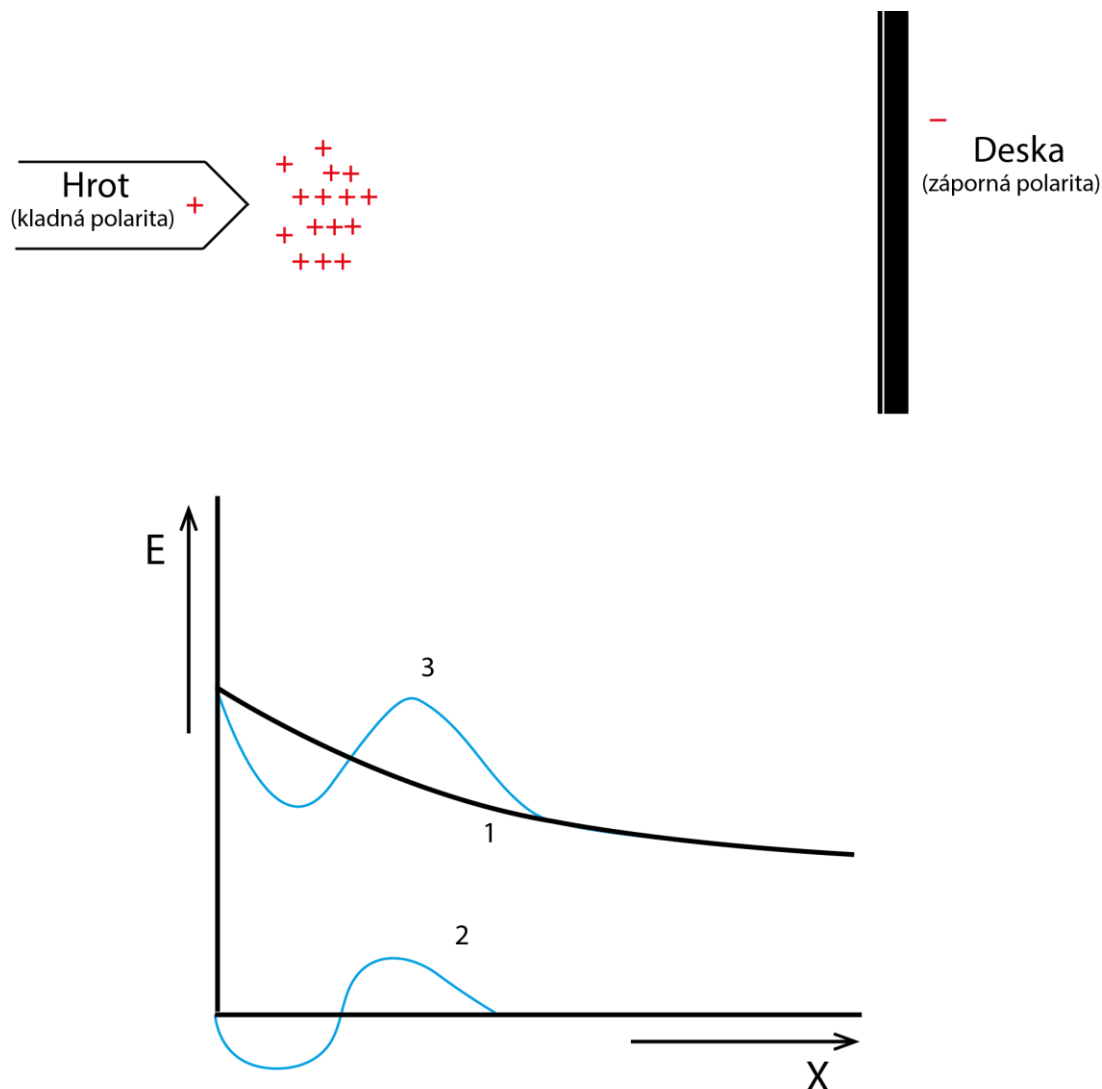 Hrot
(kladná polarita)
+
−
Deska
(záporná polarita)
E
3
1
2
X